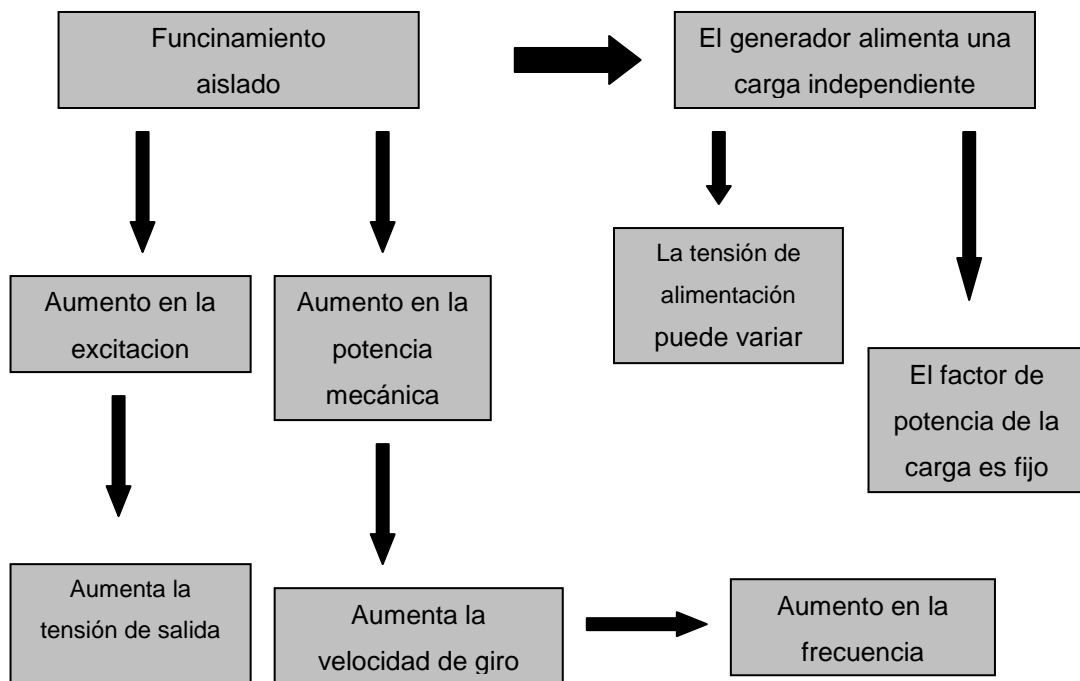 Funcinamiento
aislado
El generador alimenta una
carga independiente
La tensión de
alimentación
puede variar
Aumento en la
excitacion
Aumento en la
potencia
mecánica
El factor de
potencia de la
carga es fijo
Aumenta la
tensión de salida
Aumenta la
velocidad de giro
Aumento en la
frecuencia